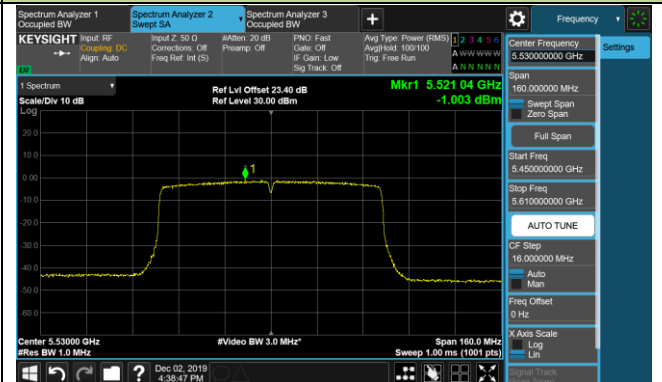 Spectrum Analyzer 1
Occupied BW
Spectrum Analyzer 2
Swept SA
Spectrum Analyzer 3
Occupied BW
+
Frequency
KEYSIGHT
Input: RF
Coupling: DC
Align: Auto
Input Z: 50 Ω
Corrections: Off
Freq Ref: Int (S)
#Atten: 20 dB
Preamp: Off
PNO: Fast
Gate: Off
IF Gain: Low
Sig Track: Off
Avg Type: Power (RMS)
Avg|Hold: 100/100
Trig: Free Run
1 2 3 4 5 6
A W W W W W
A N N N N N
1 Spectrum
Scale/Div 10 dB
Log
Ref Lvl Offset 23.40 dB
Ref Level 30.00 dBm
Mkr1 5.521 04 GHz
-1.003 dBm
20.0
10.0
0.00
-10.0
-20.0
-30.0
-40.0
-50.0
-60.0
1
Center 5.53000 GHz
#Res BW 1.0 MHz
#Video BW 3.0 MHz*
Span 160.0 MHz
Sweep 1.00 ms (1001 pts)
Dec 02, 2019
4:38:47 PM
?
Center Frequency
5.530000000 GHz
Span
160.000000 MHz
Swept Span
Zero Span
Full Span
Start Freq
5.450000000 GHz
Stop Freq
5.610000000 GHz
AUTO TUNE
CF Step
16.000000 MHz
Auto
Man
Freq Offset
0 Hz
X Axis Scale
Log
Lin
Signal Track
Settings